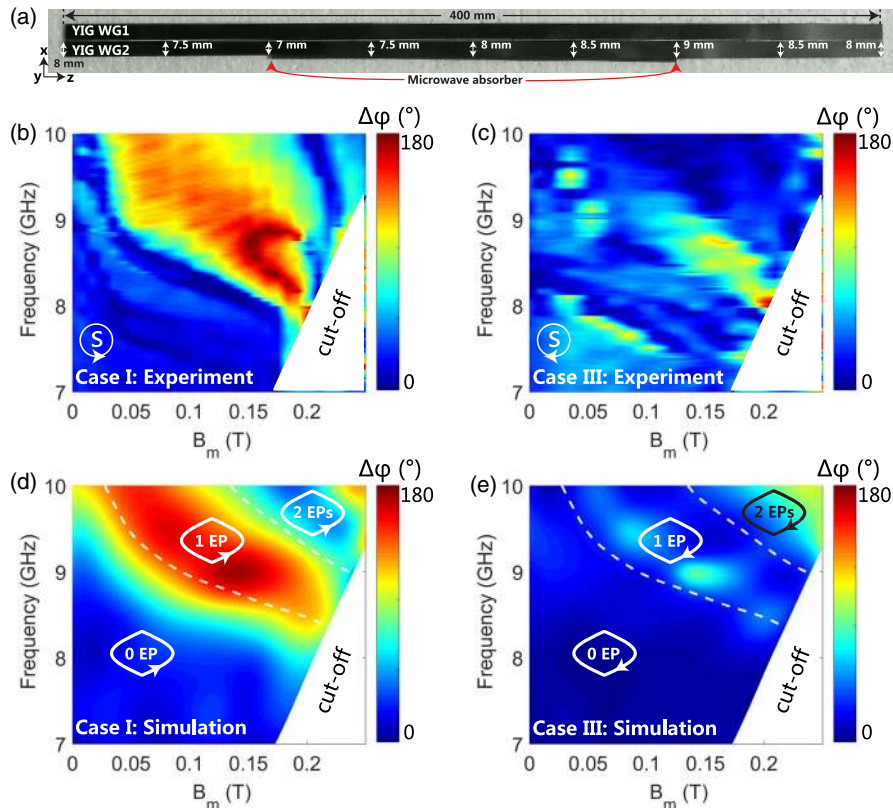 (a)
400 mm
YIG WG1
YIG WG2
8 mm
7.5 mm
7 mm
7.5 mm
8 mm
8.5 mm
9 mm
8.5 mm
8 mm
x
y
z
Microwave absorber
(b)
Δφ (°)
Frequency (GHz)
10
9
8
7
180
0
S
cut-off
Case I: Experiment
0
0.05
0.1
0.15
0.2
B_m (T)
(c)
Δφ (°)
Frequency (GHz)
10
9
8
7
180
0
S
cut-off
Case III: Experiment
0
0.05
0.1
0.15
0.2
B_m (T)
(d)
Δφ (°)
Frequency (GHz)
10
9
8
7
180
0
2 EPs
1 EP
0 EP
cut-off
Case I: Simulation
0
0.05
0.1
0.15
0.2
B_m (T)
(e)
Δφ (°)
Frequency (GHz)
10
9
8
7
180
0
2 EPs
1 EP
0 EP
cut-off
Case III: Simulation
0
0.05
0.1
0.15
0.2
B_m (T)